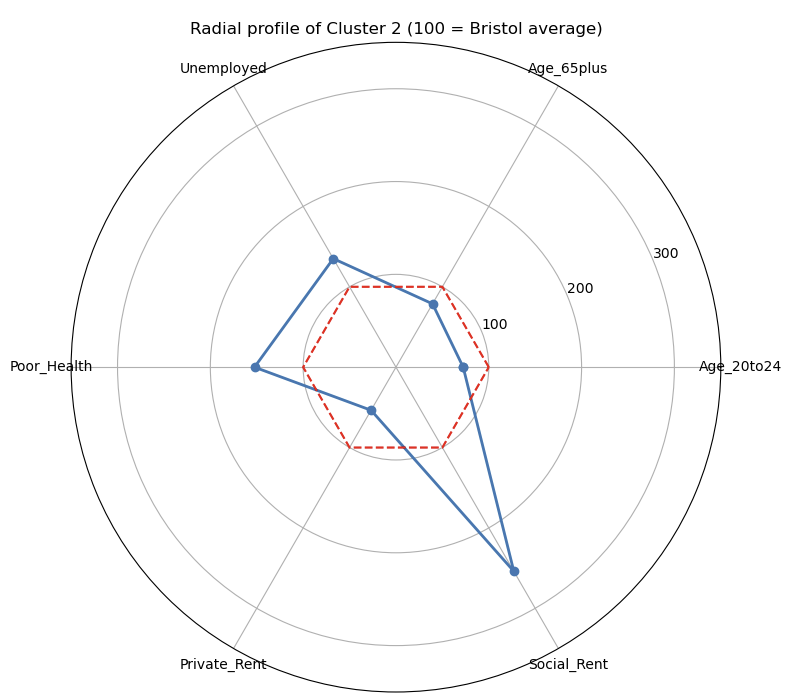 Radial profile of Cluster 2 (100 = Bristol average)
Unemployed
Age_65plus
300
200
100
Poor_Health
Age_20to24
Private_Rent
Social_Rent